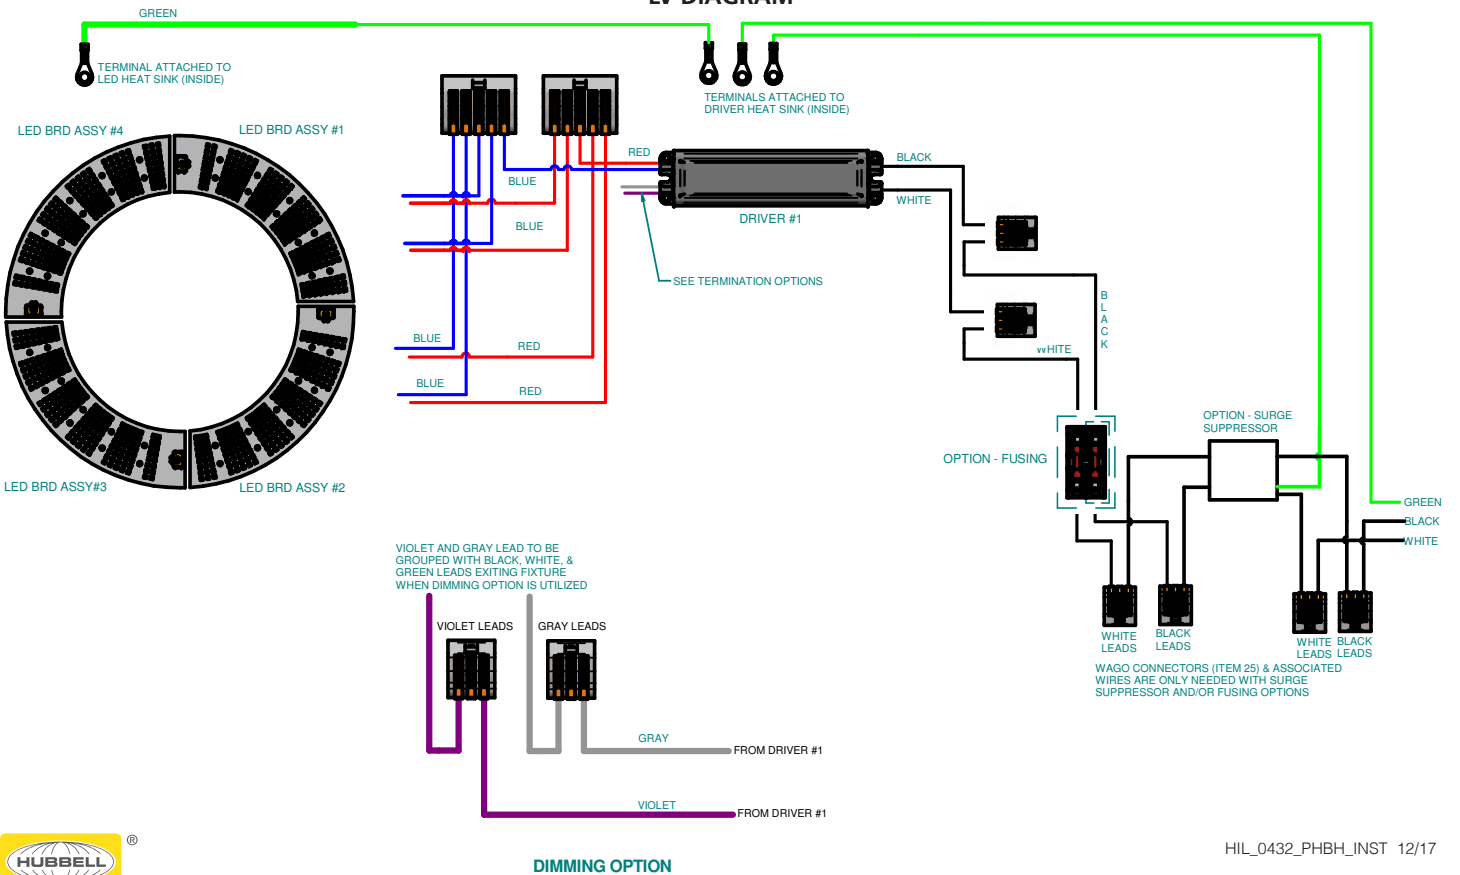 LV DIAGRAM
GREEN
TERMINAL ATTACHED TO
LED HEAT SINK (INSIDE)
TERMINALS ATTACHED TO
DRIVER HEAT SINK (INSIDE)
LED BRD ASSY #4
LED BRD ASSY #1
LED BRD ASSY#3
LED BRD ASSY #2
RED
BLUE
BLUE
BLUE
RED
BLUE
RED
DRIVER #1
SEE TERMINATION OPTIONS
BLACK
WHITE
BLACK
WHITE
OPTION - FUSING
OPTION - SURGE
SUPPRESSOR
GREEN
BLACK
WHITE
WHITE
LEADS
BLACK
LEADS
WHITE
LEADS
BLACK
LEADS
WAGO CONNECTORS (ITEM 25) & ASSOCIATED
WIRES ARE ONLY NEEDED WITH SURGE
SUPPRESSOR AND/OR FUSING OPTIONS
VIOLET AND GRAY LEAD TO BE
GROUPED WITH BLACK, WHITE, &
GREEN LEADS EXITING FIXTURE
WHEN DIMMING OPTION IS UTILIZED
VIOLET LEADS
GRAY LEADS
GRAY
FROM DRIVER #1
VIOLET
FROM DRIVER #1
DIMMING OPTION
HUBBELL
®
HIL_0432_PHBH_INST 12/17